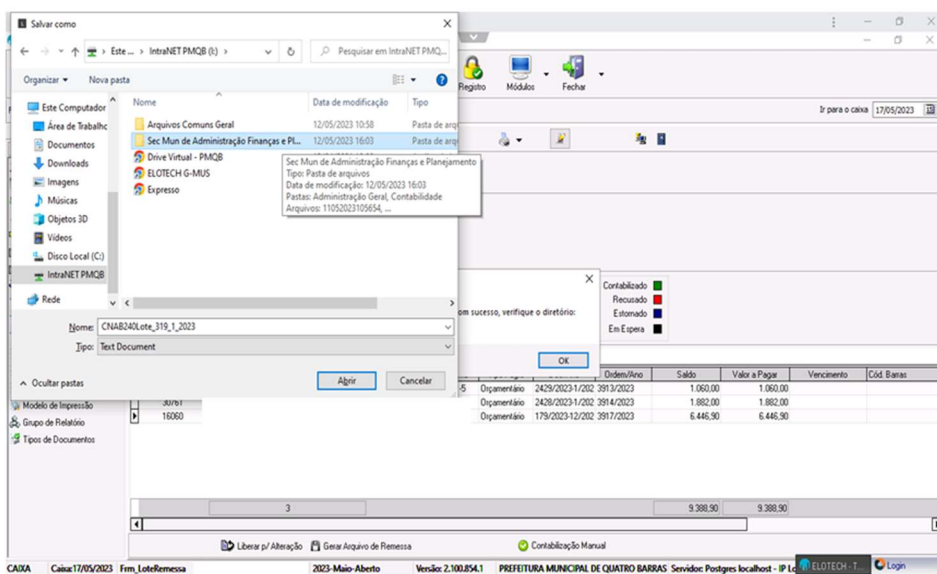 Salvar como
Este ... > IntraNET PMQB (I:) >
Pesquisar em IntraNET PMQ...
Organizar
Nova pasta
Registro
Módulos
Fechar
Ir para o caixa 17/05/2023
Este Computador
Área de Trabalho
Documentos
Downloads
Imagens
Músicas
Objetos 3D
Vídeos
Disco Local (C:)
IntraNET PMQB
Rede
Nome
Data de modificação
Tipo
Arquivos Comuns Geral
12/05/2023 10:58
Pasta de arq
Sec Mun de Administração Finanças e Pl...
12/05/2023 16:03
Pasta de arq
Drive Virtual - PMQB
ELOTECH G-MUS
Expresso
Sec Mun de Administração Finanças e Planejamento
Tipo: Pasta de arquivos
Data de modificação: 12/05/2023 16:03
Pastas: Administração Geral, Contabilidade
Arquivos: 11052023105654, ...
Nome: CNAB240Lote_319_1_2023
Tipo: Text Document
Ocultar pastas
Abrir
Cancelar
om sucesso, verifique o diretório:
OK
Contabilizado
Recusado
Estornado
Em Espera
Ordem/Ano
Saldo
Valor a Pagar
Vencimento
Cód. Barras
-5 Orçamentário 2429/2023-1/202 3913/2023 1.060,00 1.060,00
30761 Orçamentário 2428/2023-1/202 3914/2023 1.882,00 1.882,00
16060 Orçamentário 179/2023-12/202 3917/2023 6.446,90 6.446,90
Modelo de Impressão
Grupo de Relatório
Tipos de Documentos
3 9.388,90 9.388,90
Liberar p/ Alteração
Gerar Arquivo de Remessa
Contabilização Manual
CAIXA Caixa:17/05/2023 Frm_LoteRemessa 2023-Maio-Aberto Versão: 2.100.854.1 PREFEITURA MUNICIPAL DE QUATRO BARRAS Servidor: Postgres localhost - IP Lo
ELOTECH - T...
Login